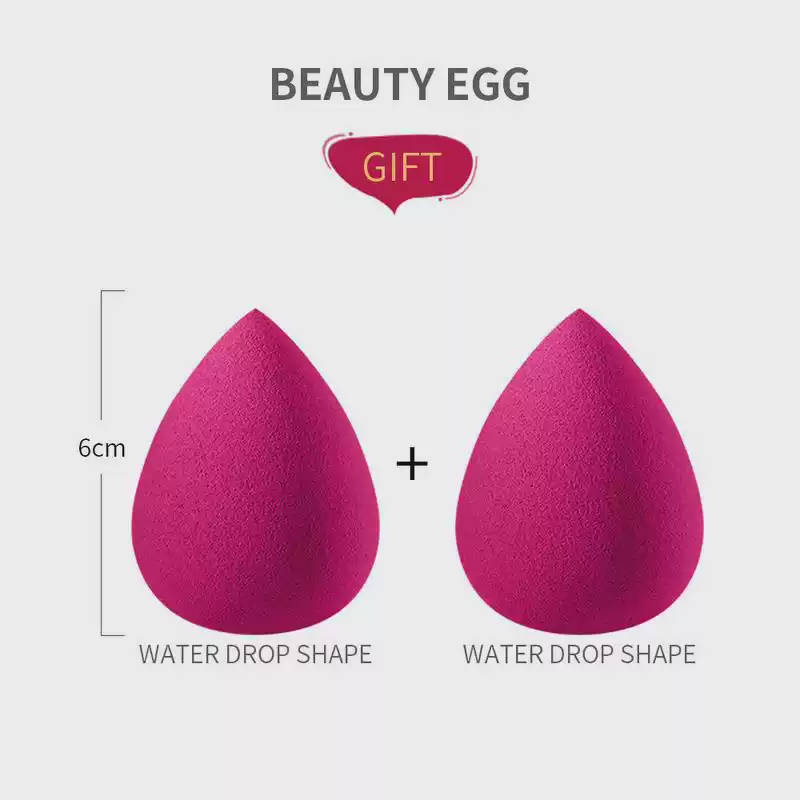 BEAUTY EGG
GIFT
6cm
+
WATER DROP SHAPE
WATER DROP SHAPE